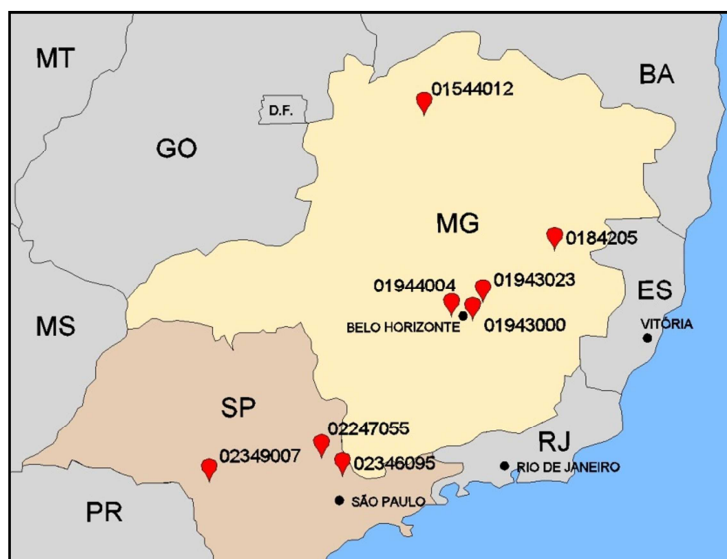 MT
BA
01544012
D.F.
GO
MG
0184205
01943023
01944004
ES
MS
BELO HORIZONTE
01943000
VITÓRIA
SP
02247055
RJ
02349007
02346095
RIO DE JANEIRO
SÃO PAULO
PR